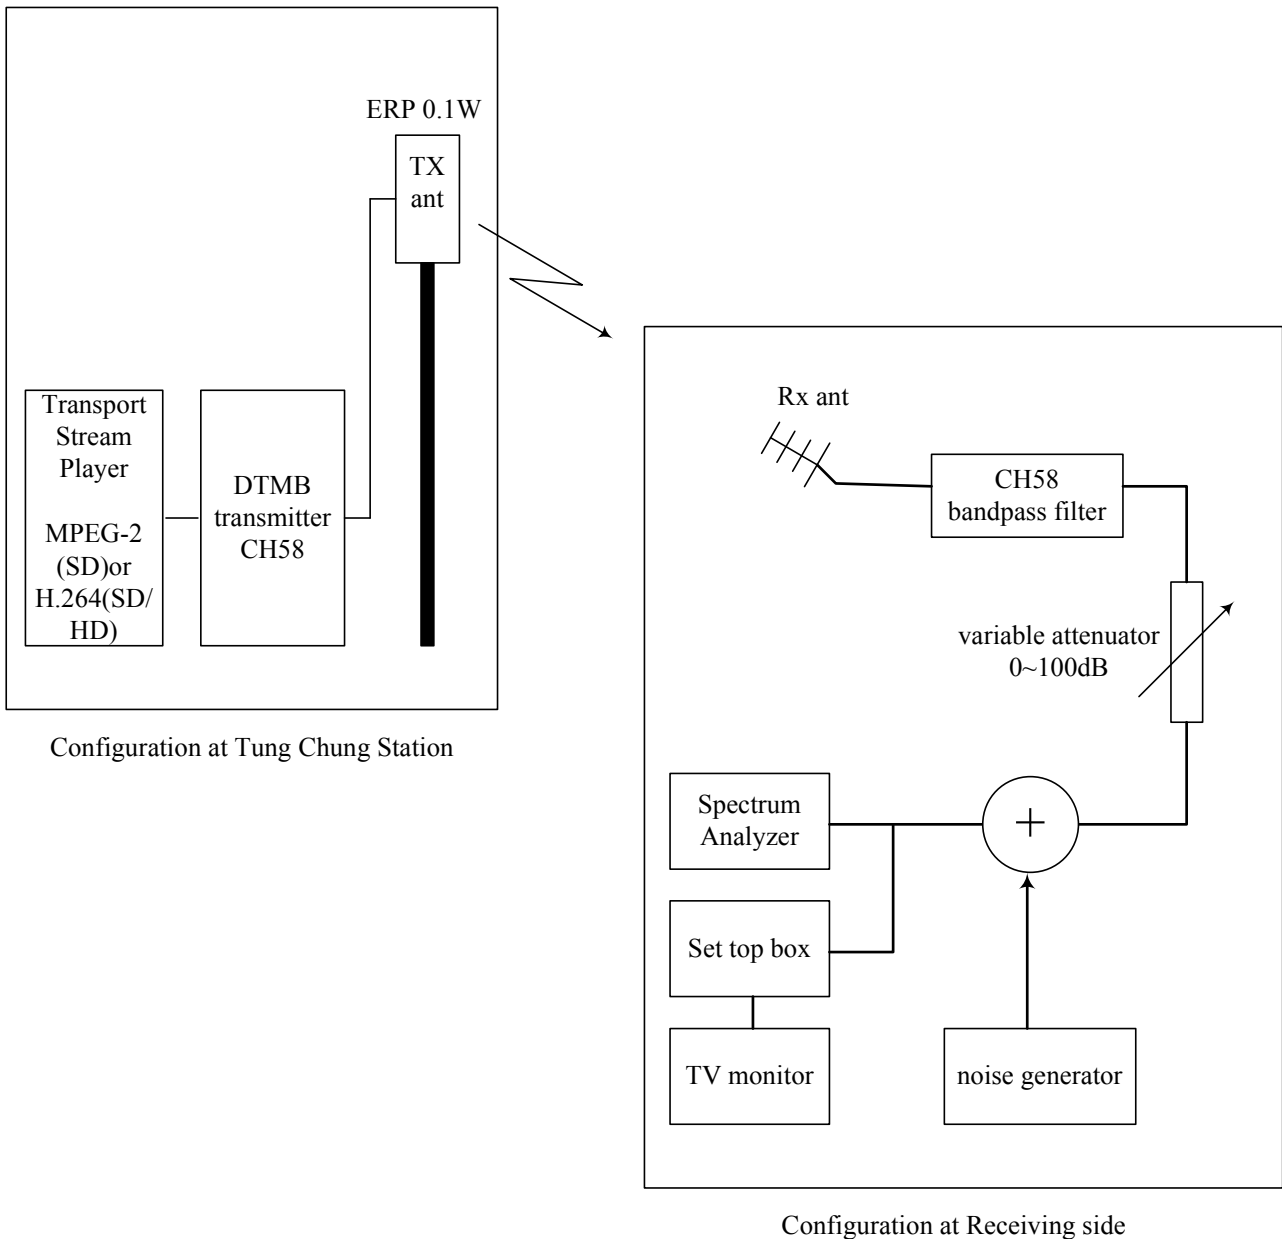 ERP 0.1W
TX
ant
Transport
Stream
Player
MPEG-2
(SD)or
H.264(SD/
HD)
DTMB
transmitter
CH58
Configuration at Tung Chung Station
Rx ant
CH58
bandpass filter
variable attenuator
0~100dB
+
Spectrum
Analyzer
Set top box
TV monitor
noise generator
Configuration at Receiving side